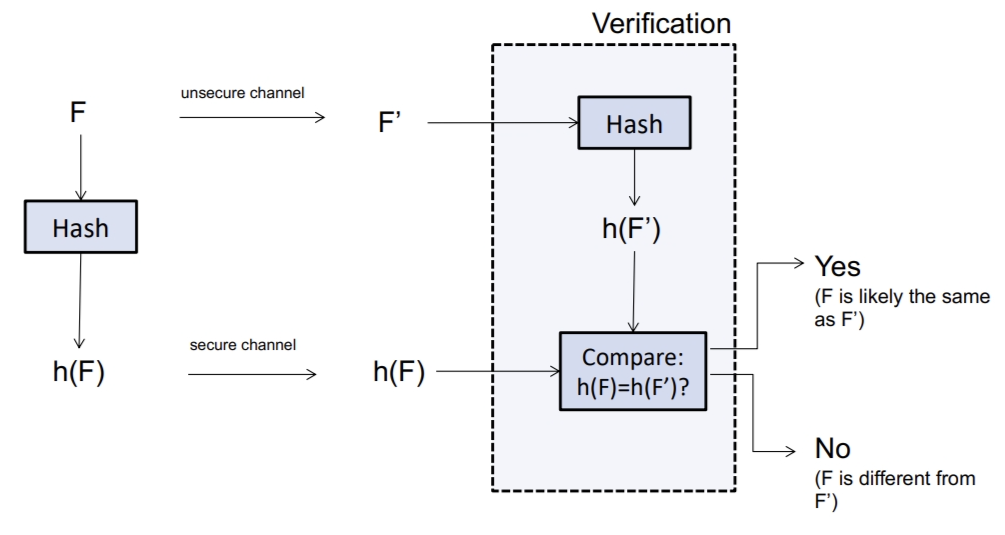 Verification
unsecure channel
F
F’
Hash
Hash
h(F’)
Yes
(F is likely the same
as F’)
secure channel
h(F)
h(F)
Compare:
h(F)=h(F’)?
No
(F is different from
F’)